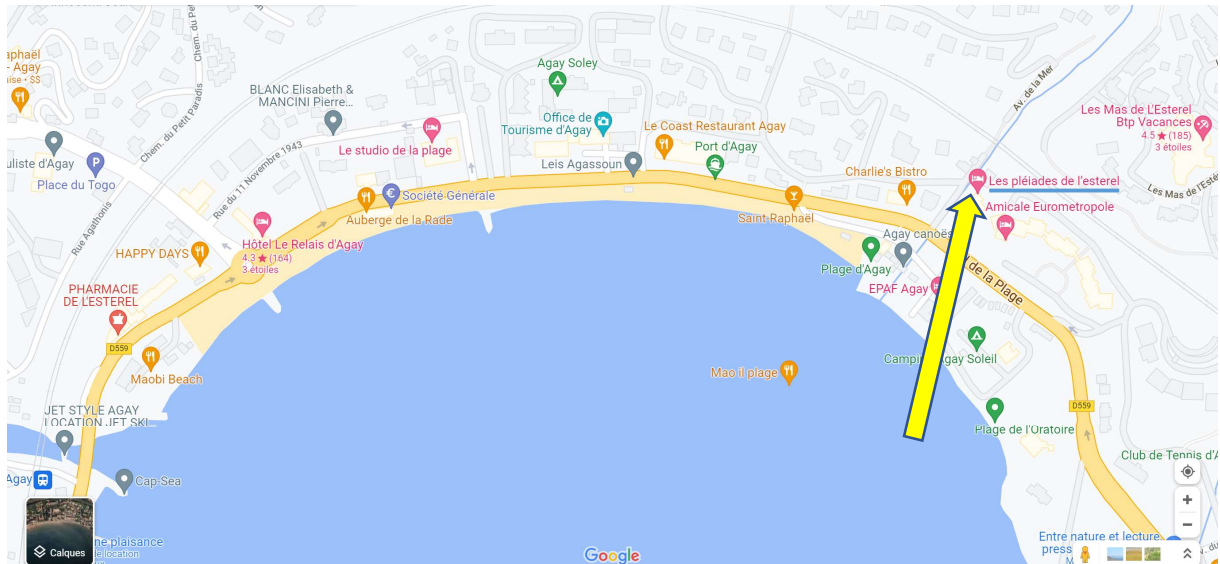 Chem. du Pet
aphaël
- Agay
ise • $$
uliste d'Agay
Place du Togo
Chem. du Petit Paradis
Rue Agathonis
BLANC Elisabeth &
MANCINI Pierre...
Rue du 11 Novembre 1943
Le studio de la plage
Agay Soley
Office de
Tourisme d'Agay
Le Coast Restaurant Agay
Port d'Agay
Leis Agassoun
Société Générale
Auberge de la Rade
Hôtel Le Relais d'Agay
4.3 ★ (164)
3 étoiles
HAPPY DAYS
PHARMACIE
DE L'ESTEREL
D559
Maobi Beach
JET STYLE AGAY
LOCATION JET SKI
Agay
Cap-Sea
Calques
ne plaisance
location
Charlie's Bistro
Saint-Raphaël
Av. de la Mer
Les Mas de L'Esterel
Btp Vacances
4.5 ★ (185)
3 étoiles
Les pléiades de l'esterel
Les Mas de l'Esté
Amicale Eurometropole
Agay canoës
Plage d'Agay
EPAF Agay
de la Plage
Mao il plage
Agay Soleil
Plage de l'Oratoire
D559
Club de Tennis d'A
Entre nature et lecture
press
Google